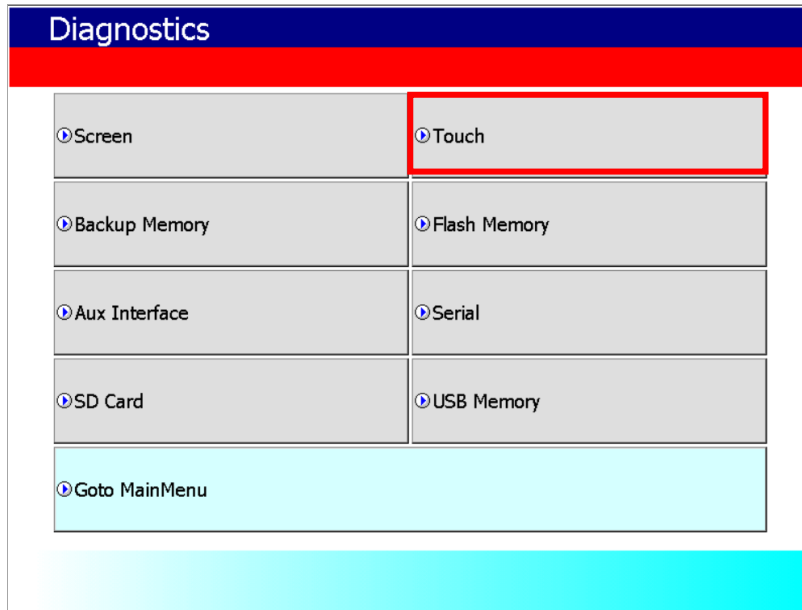 Diagnostics
Screen
Touch
Backup Memory
Flash Memory
Aux Interface
Serial
SD Card
USB Memory
Goto MainMenu